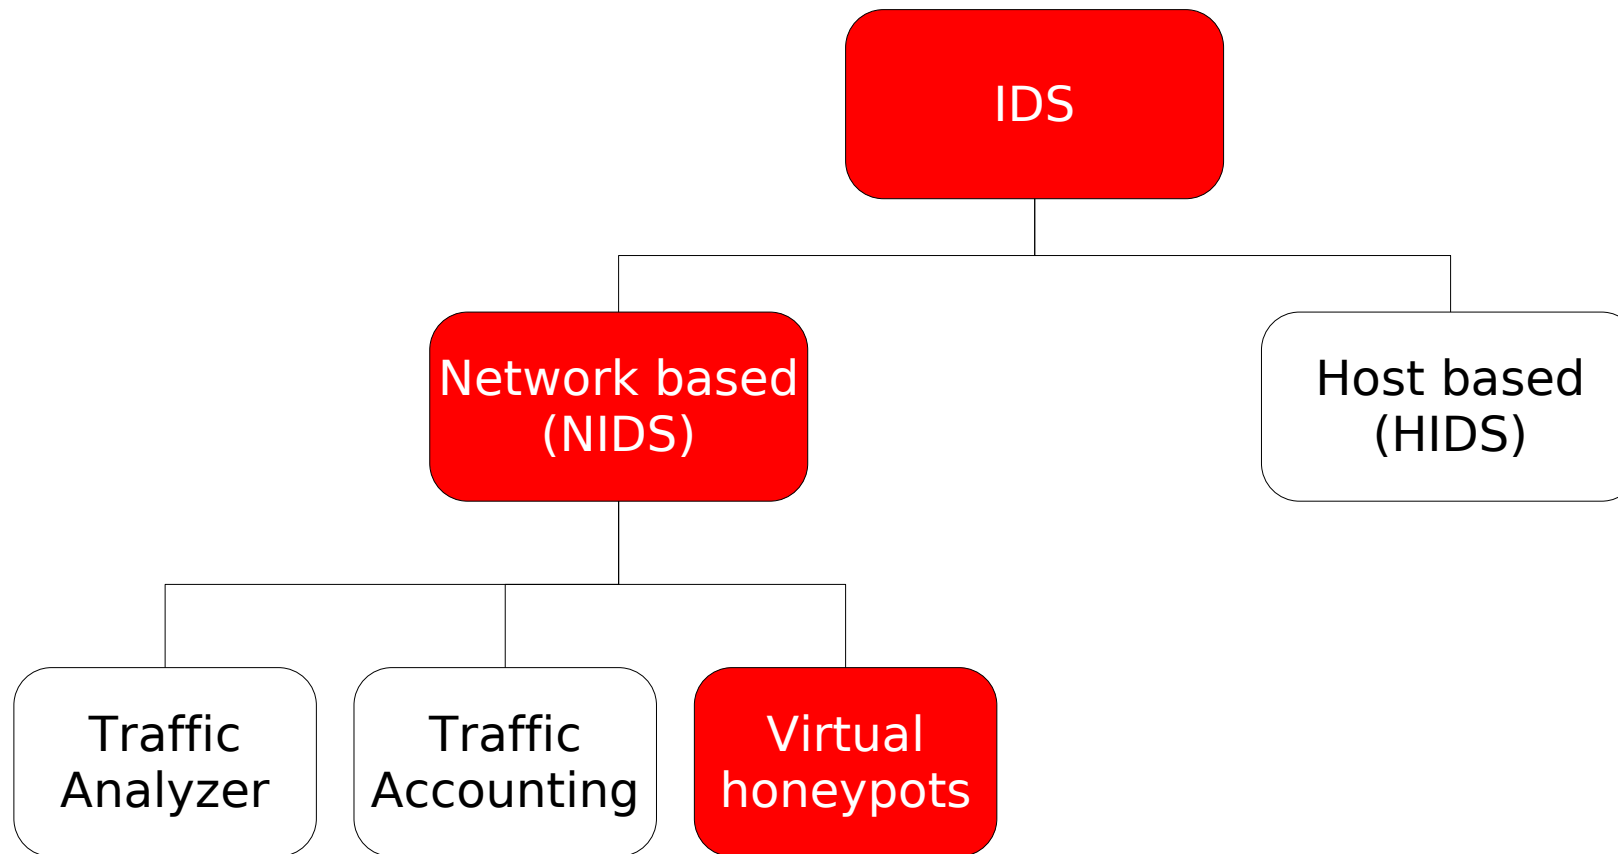 IDS
Network based
(NIDS)
Host based
(HIDS)
Traffic
Analyzer
Traffic
Accounting
Virtual
honeypots